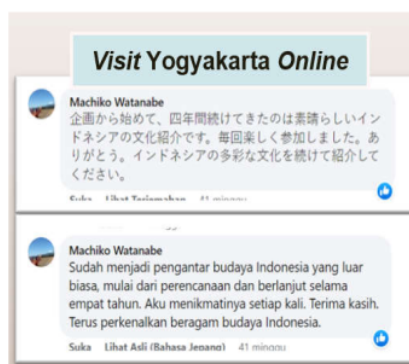 Visit Yogyakarta Online
Machiko Watanabe
企画から始めて、四年間続けてきたのは素晴らしいイン
ドネシアの文化紹介です。毎回楽しく参加しました。あ
りがとう。インドネシアの多彩な文化を続けて紹介して
ください。
Suka Lihat Terjemahan 41 minggu
Machiko Watanabe
Sudah menjadi pengantar budaya Indonesia yang luar
biasa, mulai dari perencanaan dan berlanjut selama
empat tahun. Aku menikmatinya setiap kali. Terima kasih.
Terus perkenalkan beragam budaya Indonesia.
Suka Lihat Asli (Bahasa Jepang) 41 minggu